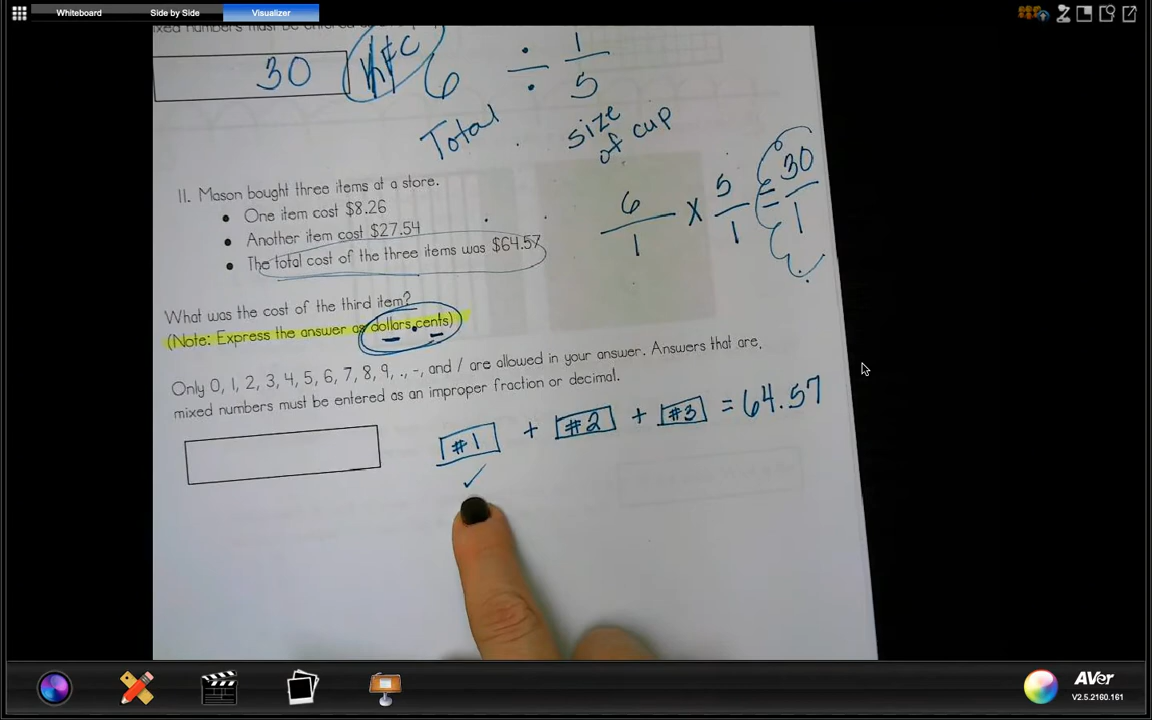 Whiteboard Side by Side Visualizer
mixed numbers must be entered
30 KFC 6 ÷ 1/5
Total size of cup
11. Mason bought three items at a store.
• One item cost $8.26
• Another item cost $27.54
• The total cost of the three items was $64.57
6/1 x 5/1 = 30/1
What was the cost of the third item?
(Note: Express the answer as dollars.cents)
Only 0, 1, 2, 3, 4, 5, 6, 7, 8, 9, ., -, and / are allowed in your answer. Answers that are,
mixed numbers must be entered as an improper fraction or decimal.
#1 + #2 + #3 = 64.57
AVer
V2.5.2160.161